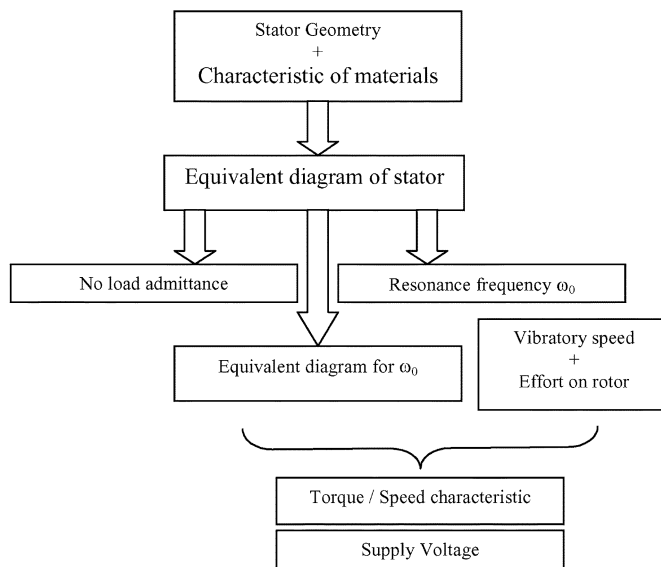 Stator Geometry
+
Characteristic of materials
Equivalent diagram of stator
No load admittance
Resonance frequency ω₀
Equivalent diagram for ω₀
Vibratory speed
+
Effort on rotor
Torque / Speed characteristic
Supply Voltage